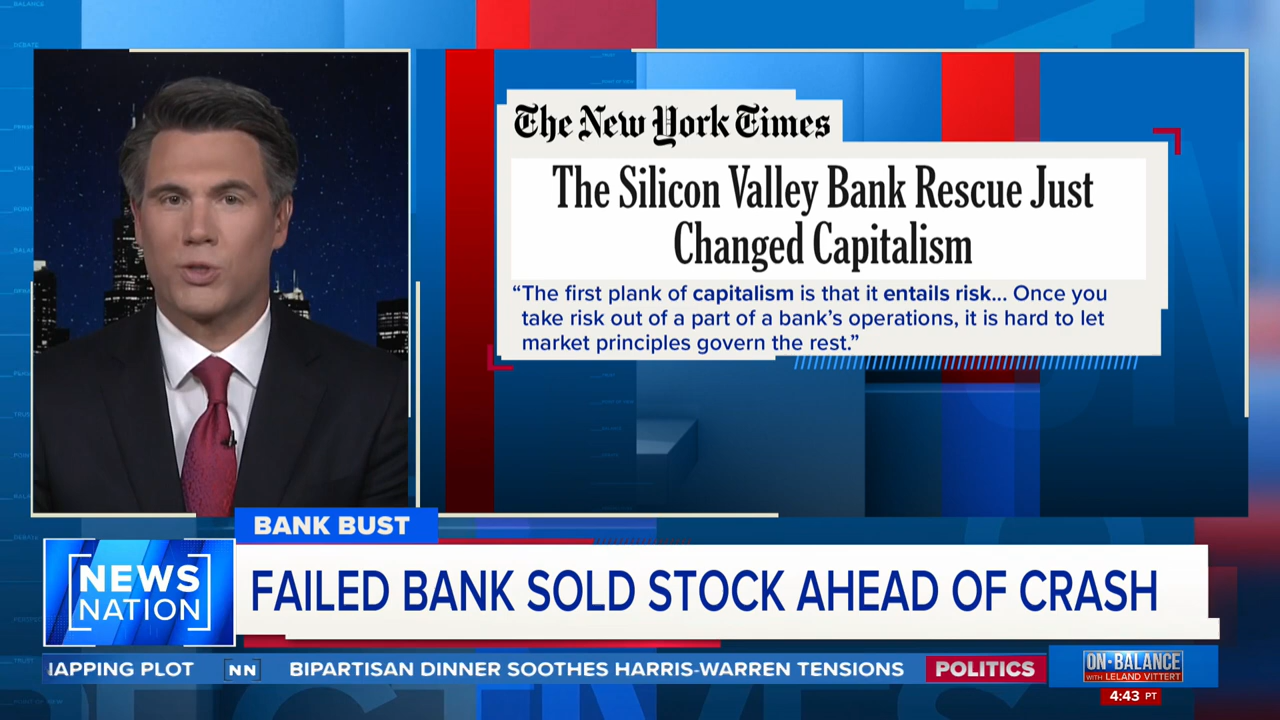 The New York Times
The Silicon Valley Bank Rescue Just
Changed Capitalism
“The first plank of capitalism is that it entails risk... Once you
take risk out of a part of a bank’s operations, it is hard to let
market principles govern the rest.”
BANK BUST
NEWS
NATION
FAILED BANK SOLD STOCK AHEAD OF CRASH
NAPPING PLOT NN BIPARTISAN DINNER SOOTHES HARRIS-WARREN TENSIONS POLITICS
ON-BALANCE
WITH LELAND VITTERT
4:43 PT